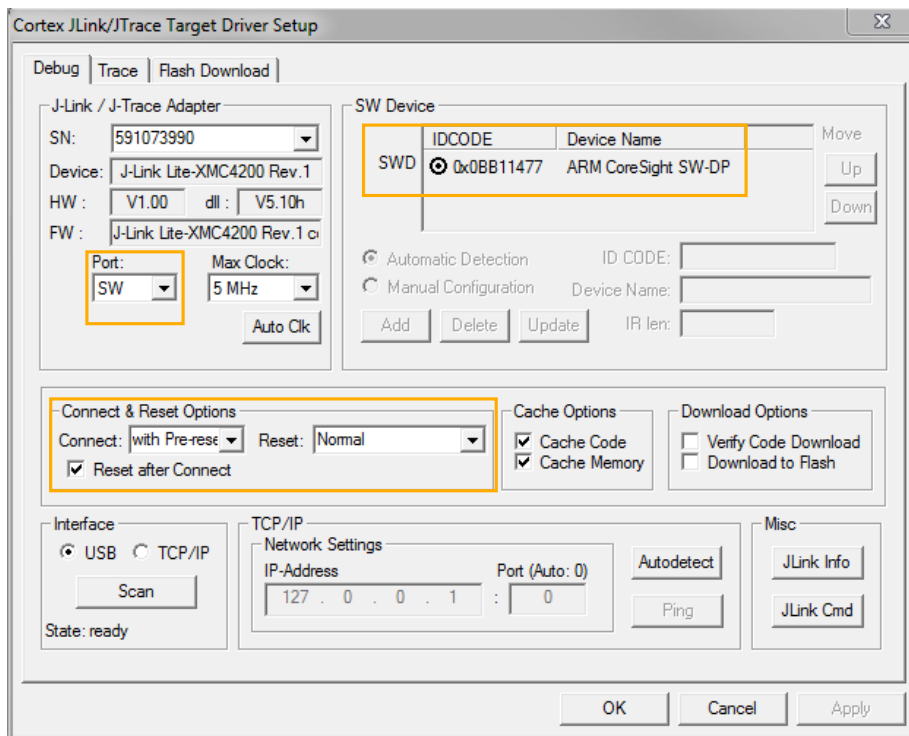 Cortex JLink/JTrace Target Driver Setup
Debug
Trace
Flash Download
J-Link / J-Trace Adapter
SN: 591073990
Device: J-Link Lite-XMC4200 Rev.1
HW : V1.00 dll : V5.10h
FW : J-Link Lite-XMC4200 Rev.1 co
Port: Max Clock:
SW 5 MHz
Auto Clk
SW Device
IDCODE Device Name
SWD 0x0BB11477 ARM CoreSight SW-DP
Move
Up
Down
Automatic Detection ID CODE:
Manual Configuration Device Name:
Add Delete Update IR len:
Connect & Reset Options
Connect: with Pre-rese Reset: Normal
Reset after Connect
Cache Options
Cache Code
Cache Memory
Download Options
Verify Code Download
Download to Flash
Interface
USB TCP/IP
Scan
State: ready
TCP/IP
Network Settings
IP-Address Port (Auto: 0)
127 . 0 . 0 . 1 : 0
Autodetect
Ping
Misc
JLink Info
JLink Cmd
OK Cancel Apply